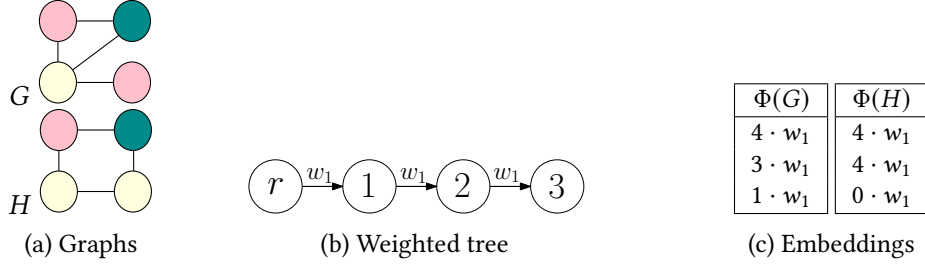 G
H
(a) Graphs
r w₁ 1 w₁ 2 w₁ 3
(b) Weighted tree
Φ(G) Φ(H)
4 · w₁ 4 · w₁
3 · w₁ 4 · w₁
1 · w₁ 0 · w₁
(c) Embeddings